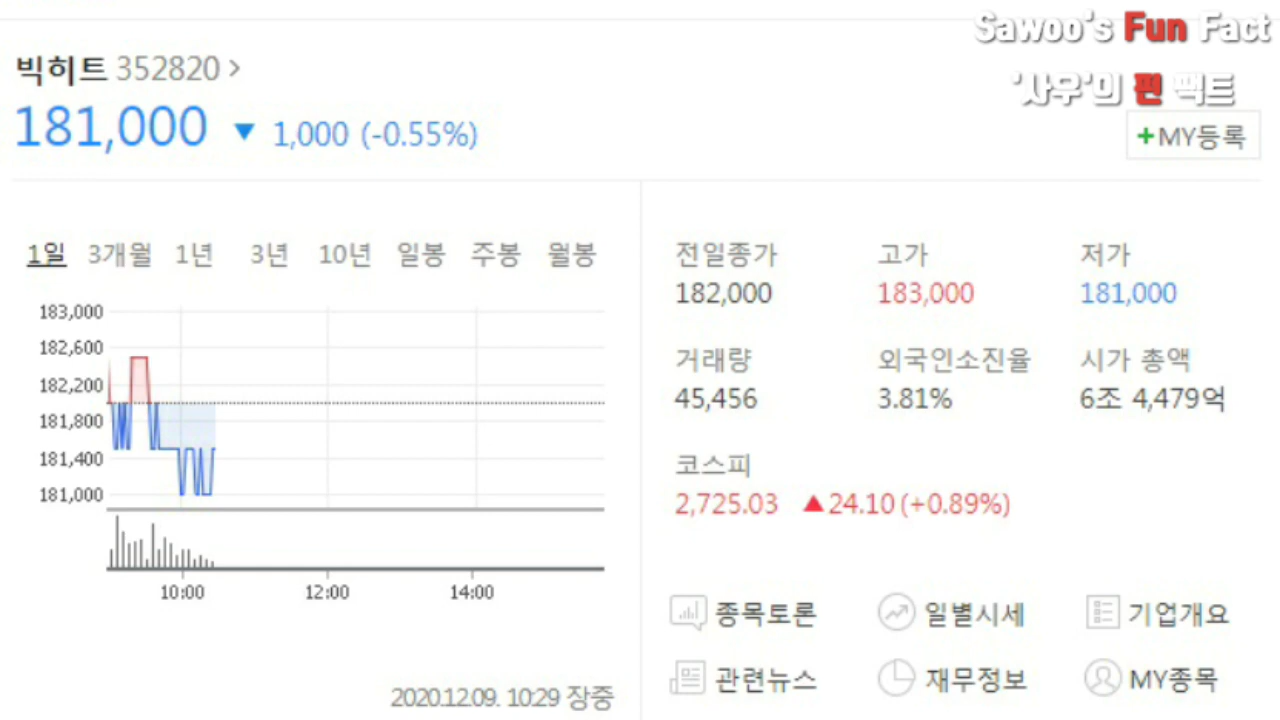 Sawoo's Fun Fact
'사우'의 펀 팩트
빅히트 352820 >
181,000 ▼ 1,000 (-0.55%)
+MY등록
1일 3개월 1년 3년 10년 일봉 주봉 월봉
183,000
182,600
182,200
181,800
181,400
181,000
10:00 12:00 14:00
2020.12.09. 10:29 장중
전일종가 고가 저가
182,000 183,000 181,000
거래량 외국인소진율 시가 총액
45,456 3.81% 6조 4,479억
코스피
2,725.03 ▲24.10 (+0.89%)
종목토론 일별시세 기업개요
관련뉴스 재무정보 MY종목